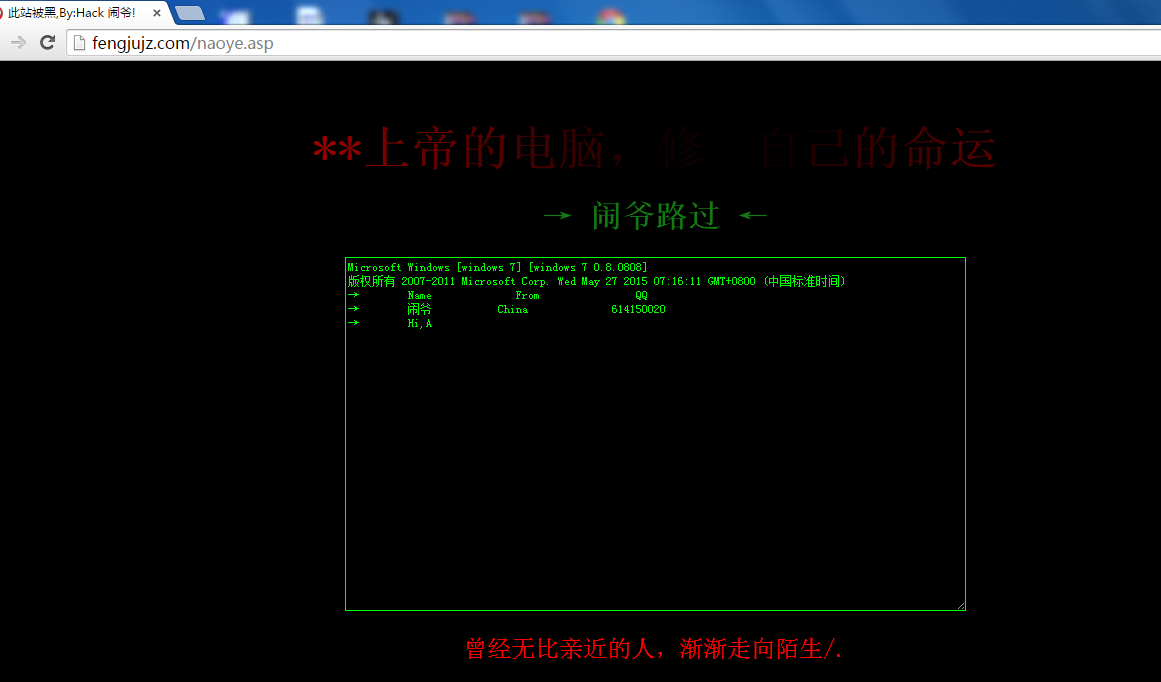 此站被黑,By:Hack 闹爷!
fengjujz.com/naoye.asp
**上帝的电脑，修 自己的命运
→ 闹爷路过 ←
Microsoft Windows [windows 7] [windows 7 0.8.0808]
版权所有 2007-2011 Microsoft Corp. Wed May 27 2015 07:16:11 GMT+0800 (中国标准时间)
→ Name From QQ
→ 闹爷 China 614150020
→ Hi,A
曾经无比亲近的人，渐渐走向陌生/.